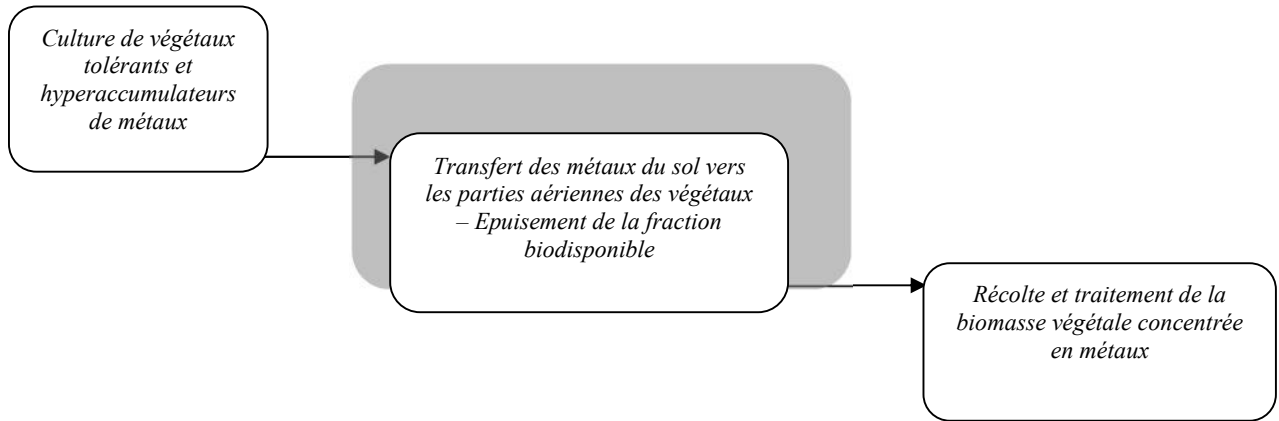 Culture de végétaux
tolérants et
hyperaccumulateurs
de métaux
Transfert des métaux du sol vers
les parties aériennes des végétaux
– Epuisement de la fraction
biodisponible
Récolte et traitement de la
biomasse végétale concentrée
en métaux